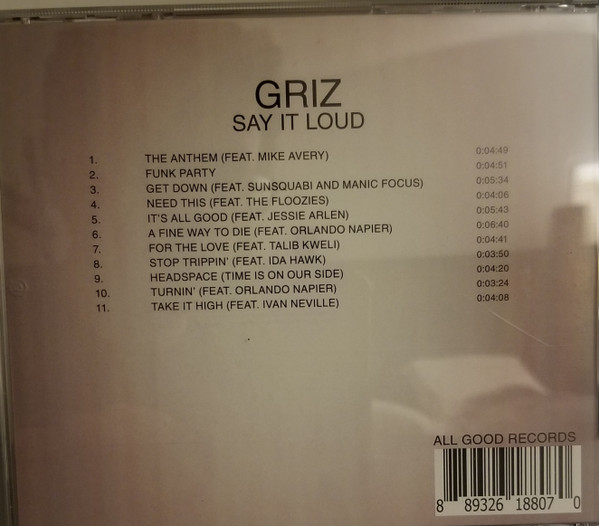 GRIZ
SAY IT LOUD
1. THE ANTHEM (FEAT. MIKE AVERY) 0:04:49
2. FUNK PARTY 0:04:51
3. GET DOWN (FEAT. SUNSQUABI AND MANIC FOCUS) 0:05:34
4. NEED THIS (FEAT. THE FLOOZIES) 0:04:06
5. IT'S ALL GOOD (FEAT. JESSIE ARLEN) 0:05:43
6. A FINE WAY TO DIE (FEAT. ORLANDO NAPIER) 0:06:40
7. FOR THE LOVE (FEAT. TALIB KWELI) 0:04:41
8. STOP TRIPPIN' (FEAT. IDA HAWK) 0:03:50
9. HEADSPACE (TIME IS ON OUR SIDE) 0:04:20
10. TURNIN' (FEAT. ORLANDO NAPIER) 0:03:24
11. TAKE IT HIGH (FEAT. IVAN NEVILLE) 0:04:08
ALL GOOD RECORDS
8 89326 18807 0